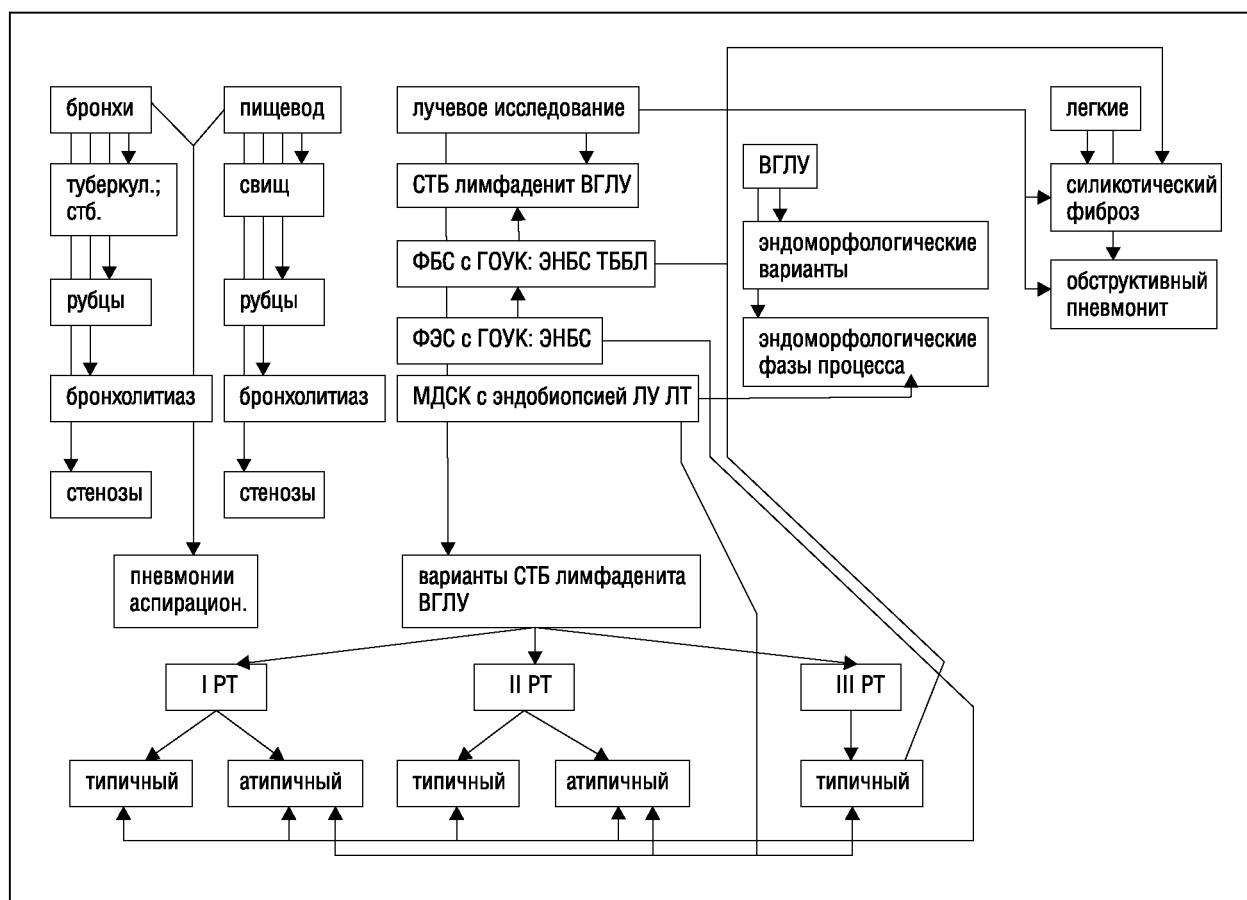 бронхи
пищевод
лучевое исследование
легкие
туберкул.;
стб.
свищ
СТБ лимфаденит ВГЛУ
ВГЛУ
силикотический
фиброз
ФБС с ГОУК: ЭНБС ТББЛ
эндоморфологические
варианты
обструктивный
пневмонит
рубцы
рубцы
ФЭС с ГОУК: ЭНБС
эндоморфологические
фазы процесса
бронхолитиаз
бронхолитиаз
МДСК с эндобиопсией ЛУ ЛТ
стенозы
стенозы
пневмонии
аспирацион.
варианты СТБ лимфаденита
ВГЛУ
I РТ
II РТ
III РТ
типичный
атипичный
типичный
атипичный
типичный